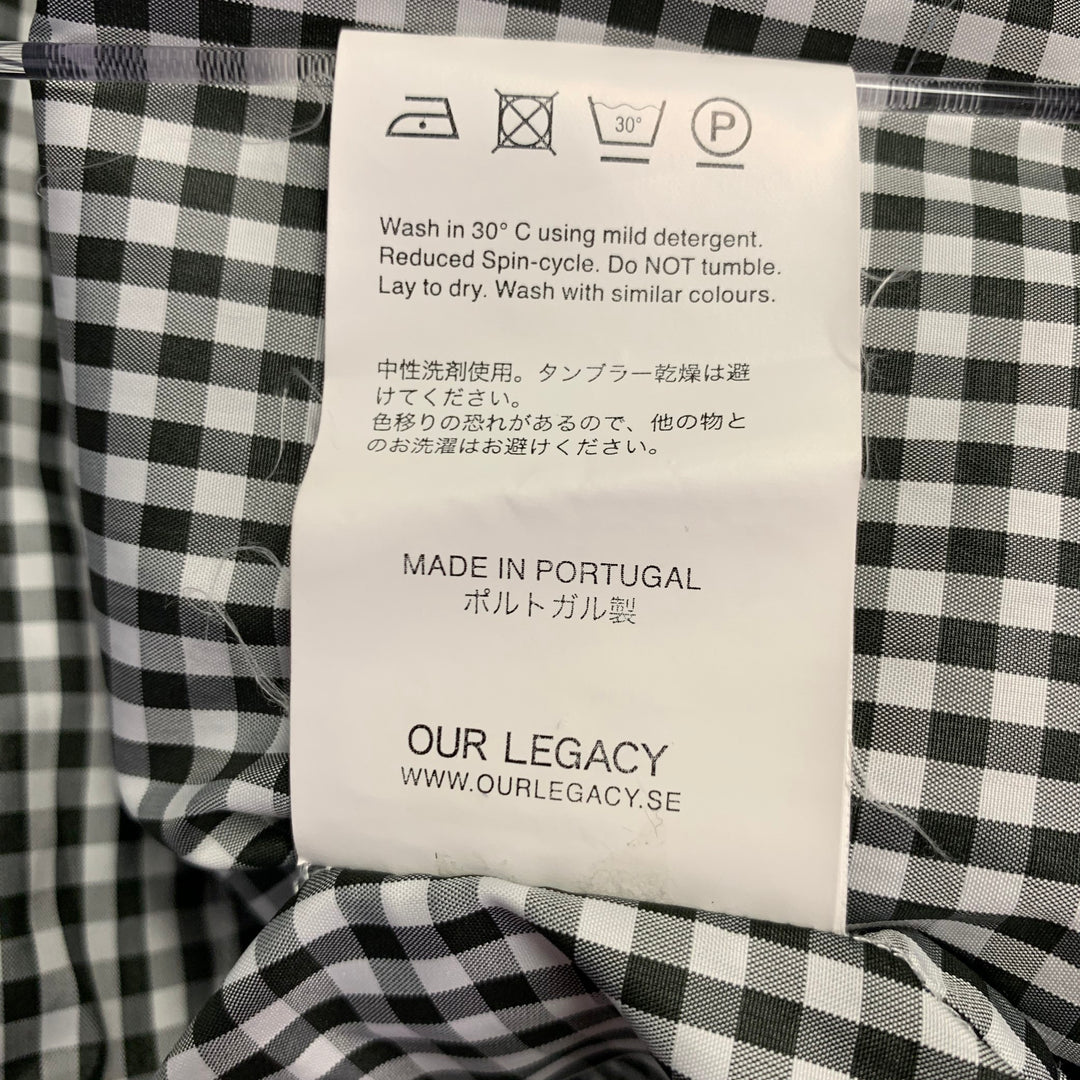 30°
P
Wash in 30° C using mild detergent.
Reduced Spin-cycle. Do NOT tumble.
Lay to dry. Wash with similar colours.
中性洗剤使用。タンブラー乾燥は避
けてください。
色移りの恐れがあるので、他の物と
のお洗濯はお避けください。
MADE IN PORTUGAL
ポルトガル製
OUR LEGACY
WWW.OURLEGACY.SE